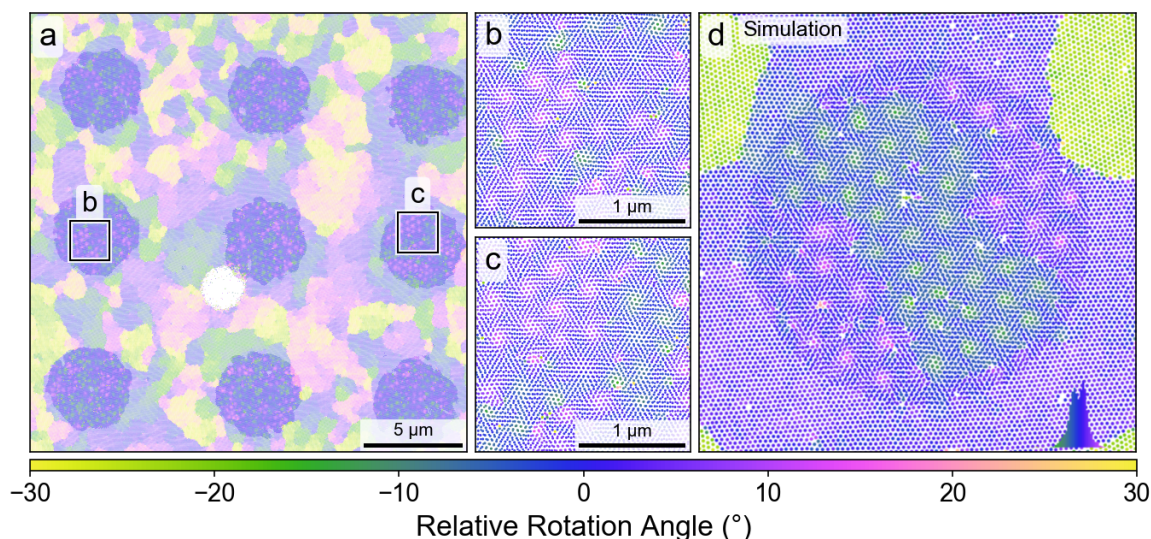 a
b
c
5 µm
b
1 µm
c
1 µm
d
Simulation
−30
−20
−10
0
10
20
30
Relative Rotation Angle (°)